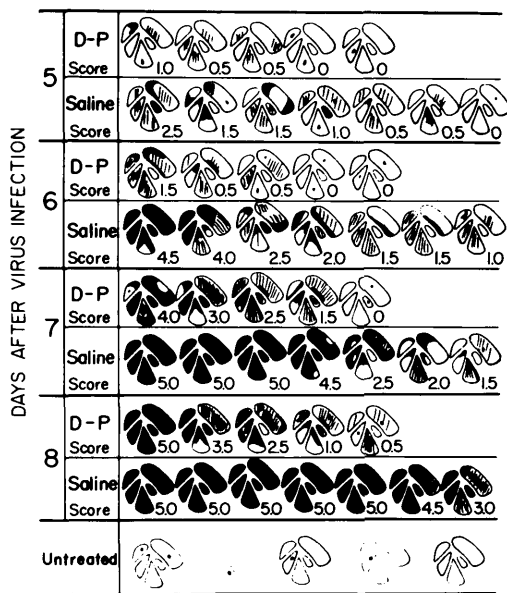 DAYS AFTER VIRUS INFECTION
5
D-P
Score 1.0 0.5 0.5 0 0
Saline
Score 2.5 1.5 1.5 1.0 0.5 0.5 0
6
D-P
Score 1.5 0.5 0.5 0 0
Saline
Score 4.5 4.0 2.5 2.0 1.5 1.5 1.0
7
D-P
Score 4.0 3.0 2.5 1.5 0
Saline
Score 5.0 5.0 5.0 4.5 2.5 2.0 1.5
8
D-P
Score 5.0 3.5 2.5 1.0 0.5
Saline
Score 5.0 5.0 5.0 5.0 5.0 4.5 3.0
Untreated